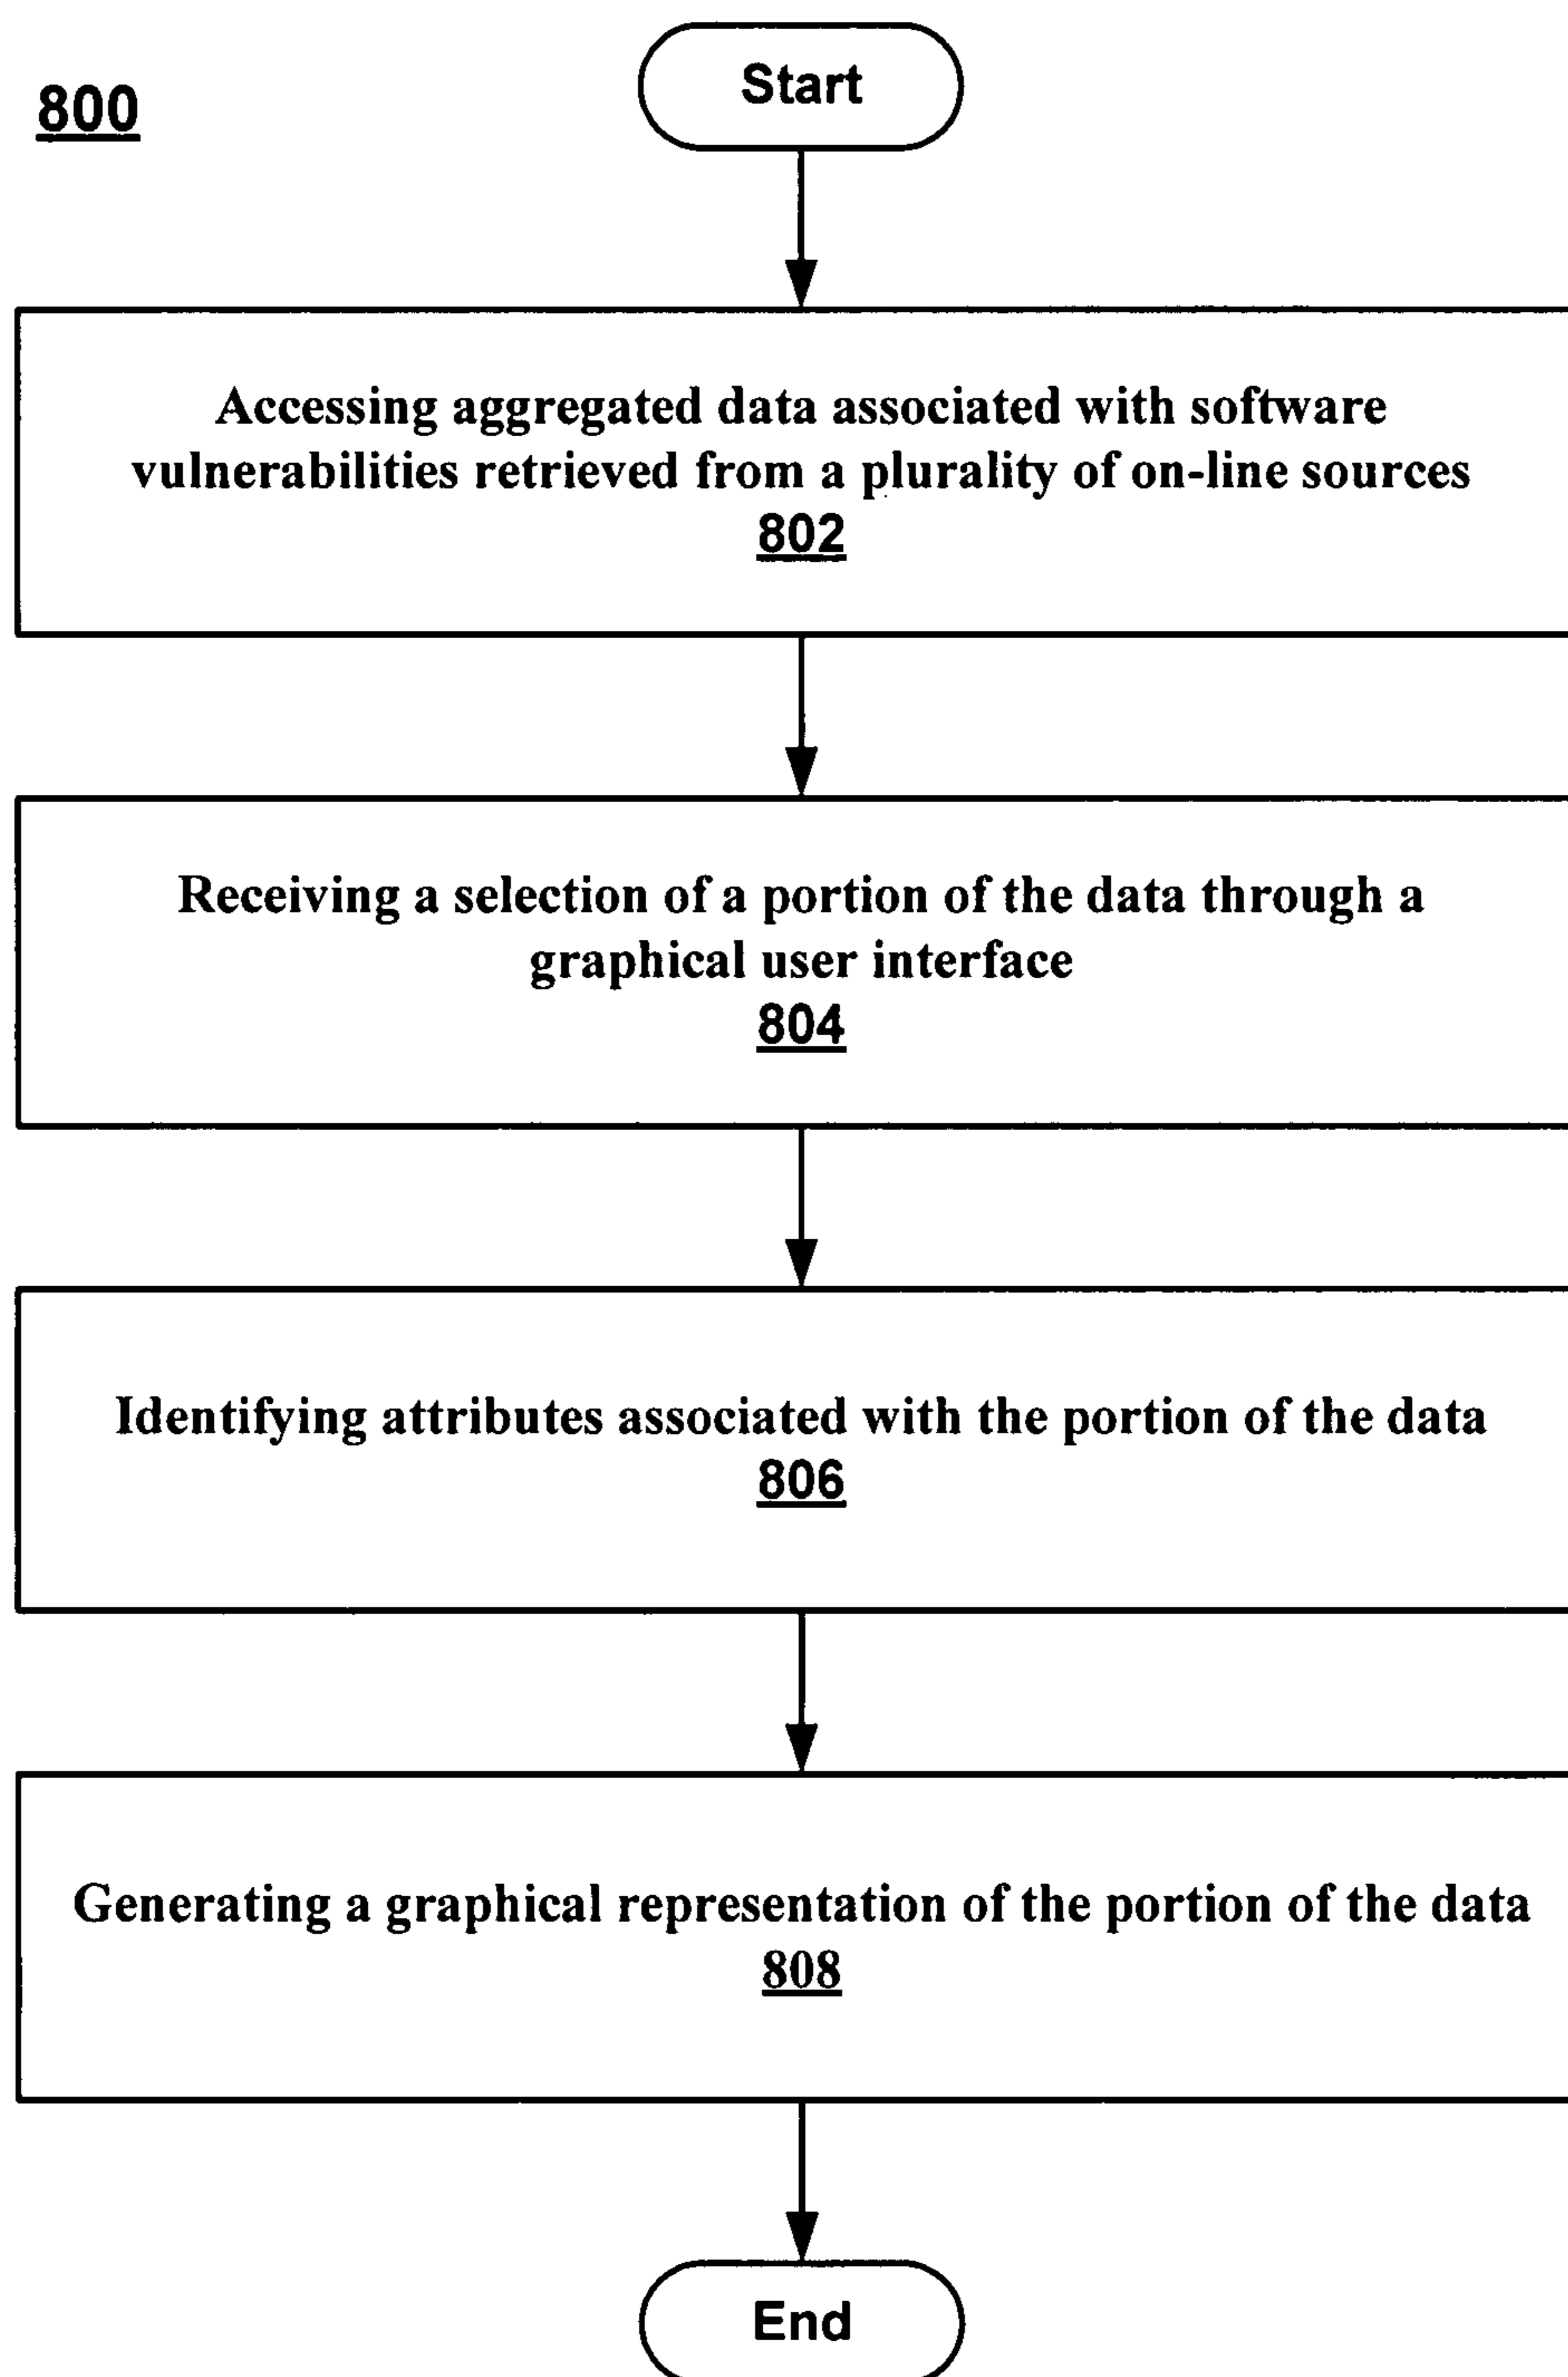 800
Start
Accessing aggregated data associated with software
vulnerabilities retrieved from a plurality of on-line sources
802
Receiving a selection of a portion of the data through a
graphical user interface
804
Identifying attributes associated with the portion of the data
806
Generating a graphical representation of the portion of the data
808
End